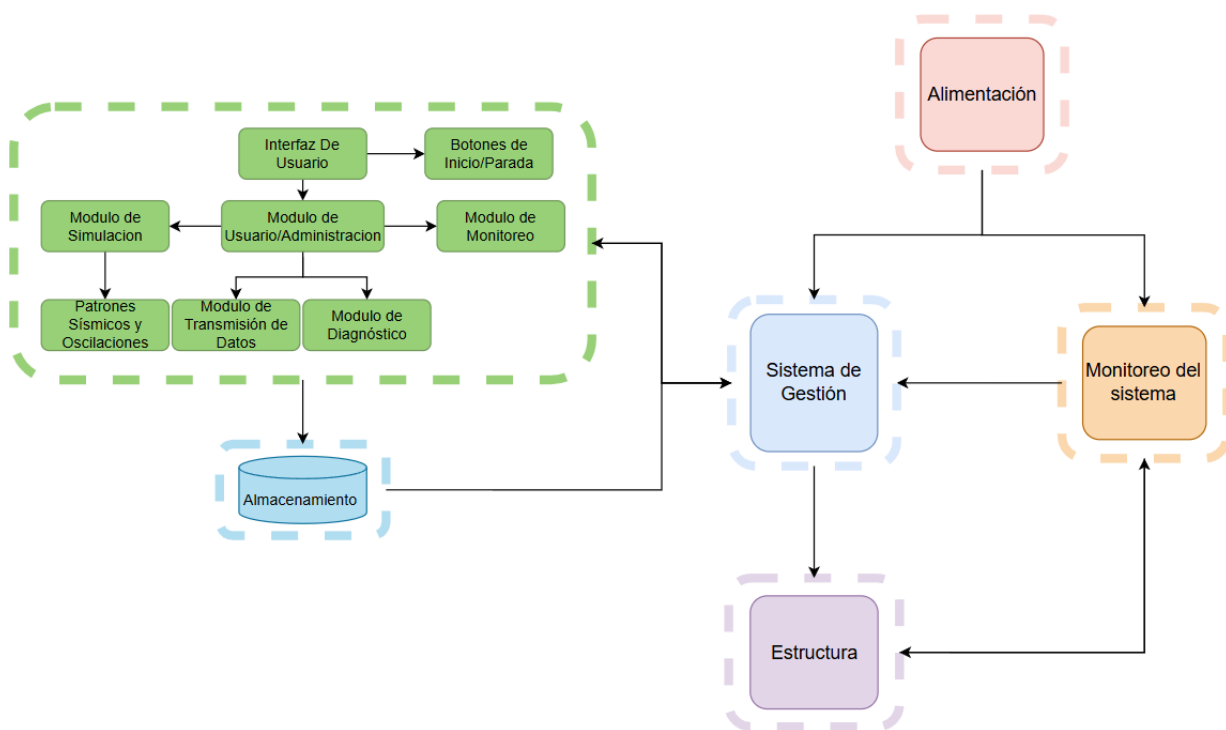 Alimentación
Interfaz De
Usuario
Botones de
Inicio/Parada
Modulo de
Simulacion
Modulo de
Usuario/Administracion
Modulo de
Monitoreo
Patrones
Sísmicos y
Oscilaciones
Modulo de
Transmisión de
Datos
Modulo de
Diagnóstico
Sistema de
Gestión
Monitoreo del
sistema
Almacenamiento
Estructura